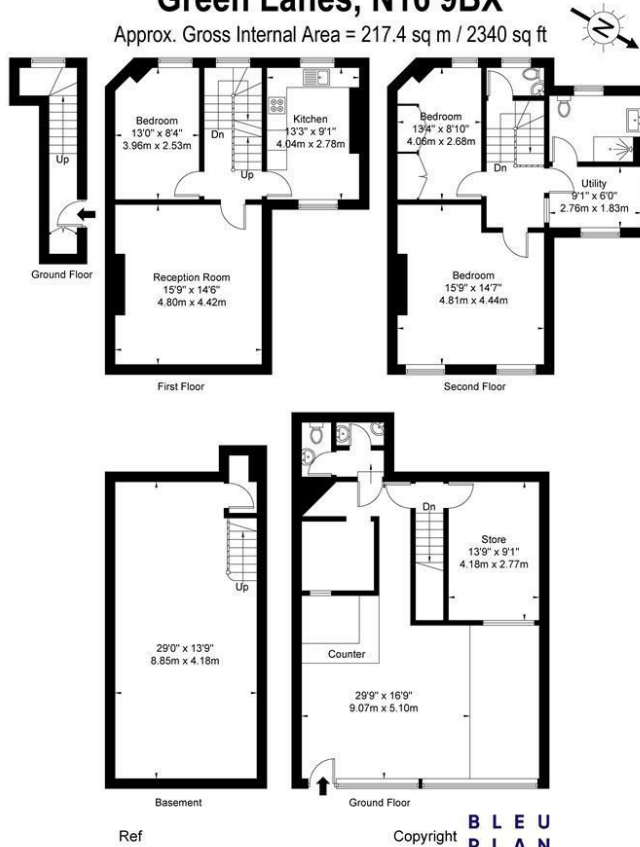 Green Lanes, N16 9BX
Approx. Gross Internal Area = 217.4 sq m / 2340 sq ft
N
Up
Ground Floor
Bedroom
13'0" x 8'4"
3.96m x 2.53m
Dn
Up
Kitchen
13'3" x 9'1"
4.04m x 2.78m
Reception Room
15'9" x 14'6"
4.80m x 4.42m
First Floor
Bedroom
13'4" x 8'10"
4.05m x 2.68m
Dn
Utility
9'1" x 6'0"
2.76m x 1.83m
Bedroom
15'9" x 14'7"
4.81m x 4.44m
Second Floor
Up
29'0" x 13'9"
8.85m x 4.18m
Basement
Dn
Store
13'9" x 9'1"
4.18m x 2.77m
Counter
29'9" x 16'9"
9.07m x 5.10m
Ground Floor
Ref
Copyright
BLEU
PLAN